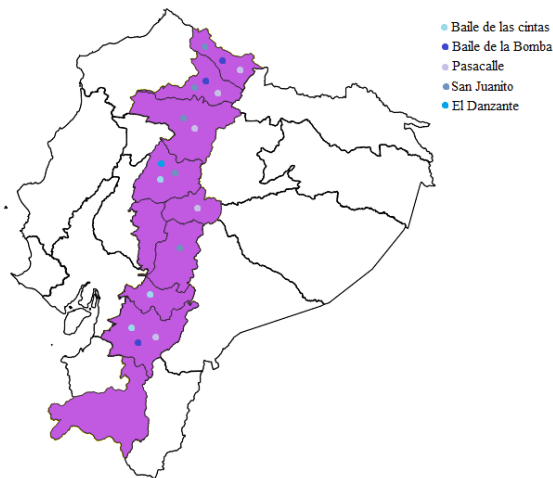 Baile de las cintas
Baile de la Bomba
Pasacalle
San Juanito
El Danzante